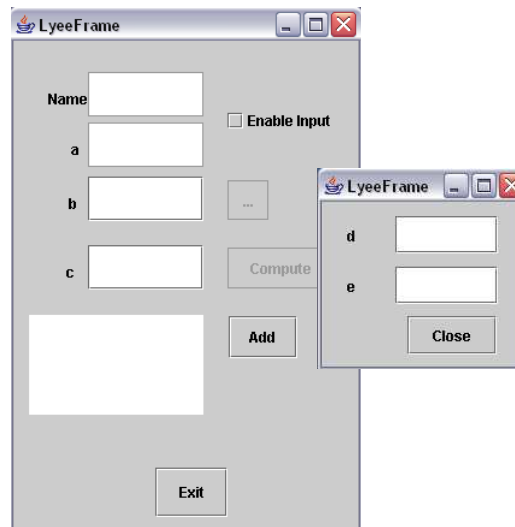 LyeeFrame
Name
Enable Input
a
b
...
c
Compute
Add
Exit
LyeeFrame
d
e
Close